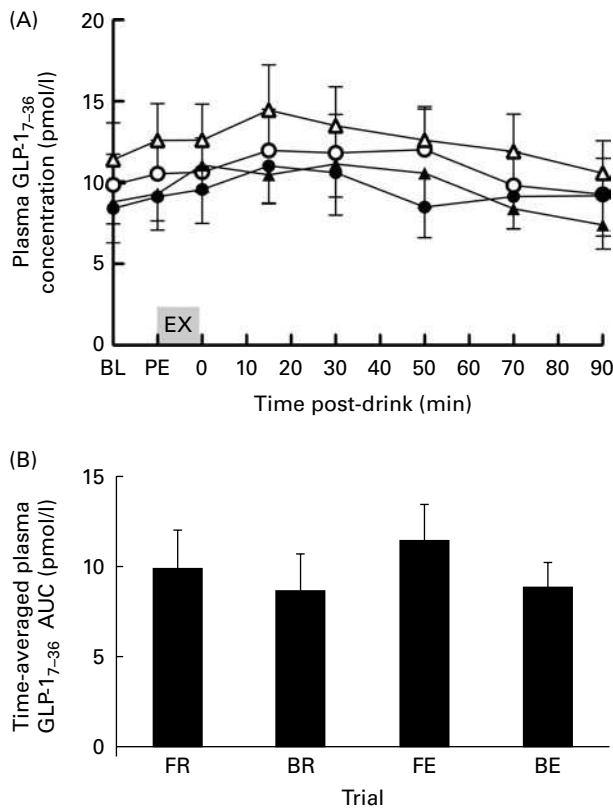 (A)
Plasma GLP-1₇₋₃₆
concentration (pmol/l)
20
15
10
5
0
EX
BL PE 0 10 20 30 40 50 60 70 80 90
Time post-drink (min)
(B)
Time-averaged plasma
GLP-1₇₋₃₆ AUC (pmol/l)
15
10
5
0
FR BR FE BE
Trial